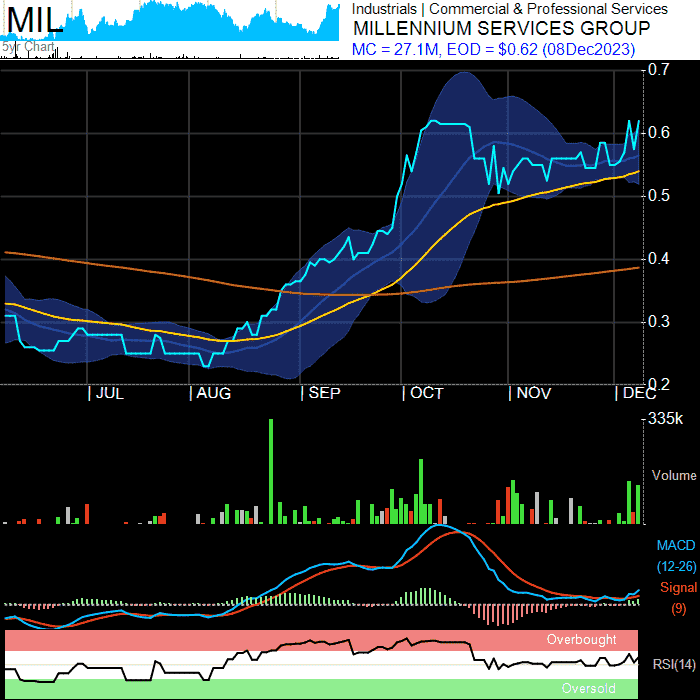 MIL
5yr Chart
Industrials | Commercial & Professional Services
MILLENNIUM SERVICES GROUP
MC = 27.1M, EOD = $0.62 (08Dec2023)
0.7
0.6
0.5
0.4
0.3
0.2
| JUL | AUG | SEP | OCT | NOV | DEC
335k
Volume
MACD
(12-26)
Signal
(9)
Overbought
RSI(14)
Oversold